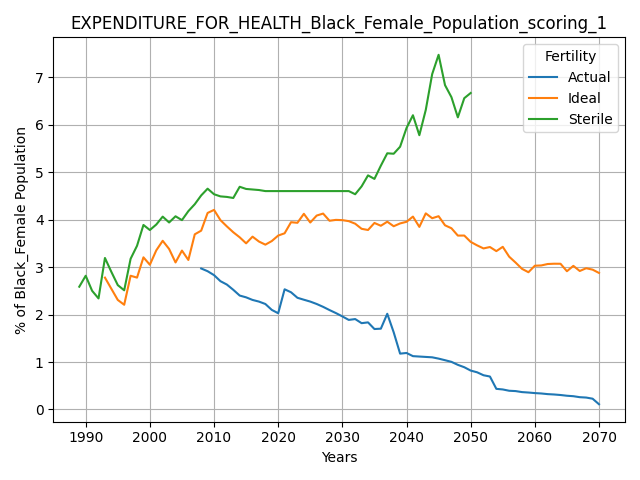 EXPENDITURE_FOR_HEALTH_Black_Female_Population_scoring_1
Fertility
Actual
Ideal
Sterile
% of Black_Female Population
7
6
5
4
3
2
1
0
1990 2000 2010 2020 2030 2040 2050 2060 2070
Years